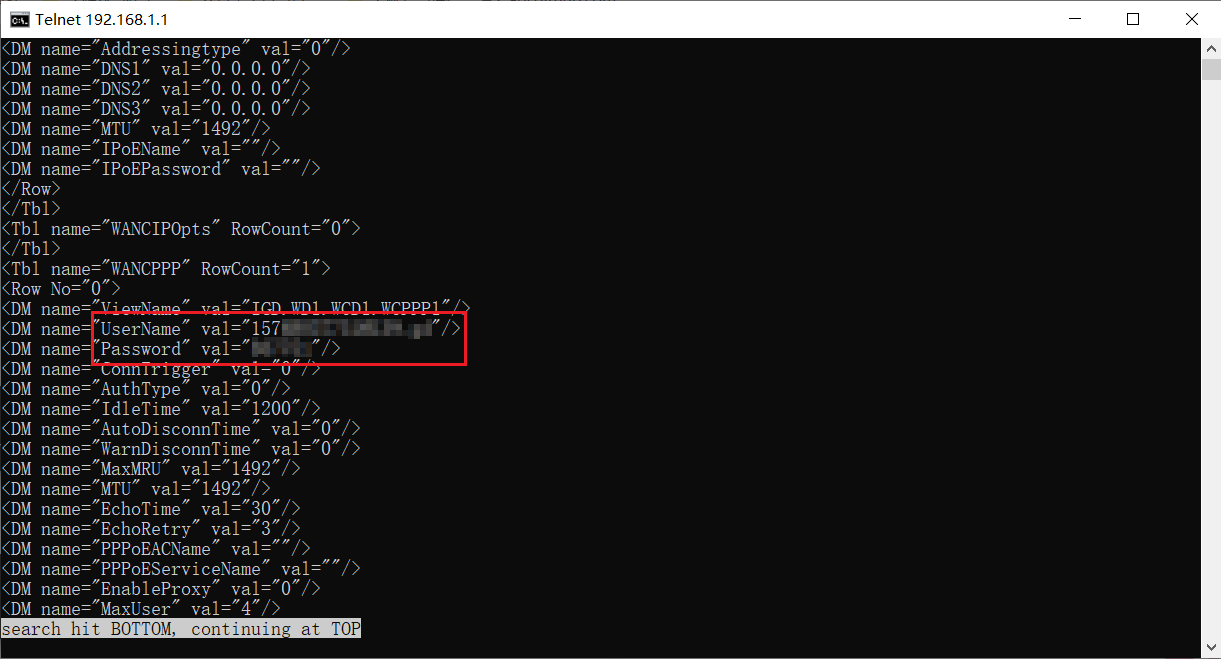 Telnet 192.168.1.1
<DM name="Addressingtype" val="0"/>
<DM name="DNS1" val="0.0.0.0"/>
<DM name="DNS2" val="0.0.0.0"/>
<DM name="DNS3" val="0.0.0.0"/>
<DM name="MTU" val="1492"/>
<DM name="IPoEName" val=""/>
<DM name="IPoEPassword" val=""/>
</Row>
</Tbl>
<Tbl name="WANCIPOpts" RowCount="0">
</Tbl>
<Tbl name="WANCPPP" RowCount="1">
<Row No="0">
<DM name="ViewName" val="IGD.WD1.WCD1.WCPPP1"/>
<DM name="UserName" val="157"/>
<DM name="Password" val=""/>
<DM name="ConnTrigger" val="0"/>
<DM name="AuthType" val="0"/>
<DM name="IdleTime" val="1200"/>
<DM name="AutoDisconnTime" val="0"/>
<DM name="WarnDisconnTime" val="0"/>
<DM name="MaxMRU" val="1492"/>
<DM name="MTU" val="1492"/>
<DM name="EchoTime" val="30"/>
<DM name="EchoRetry" val="3"/>
<DM name="PPPoEACName" val=""/>
<DM name="PPPoEServiceName" val=""/>
<DM name="EnableProxy" val="0"/>
<DM name="MaxUser" val="4"/>
search hit BOTTOM, continuing at TOP